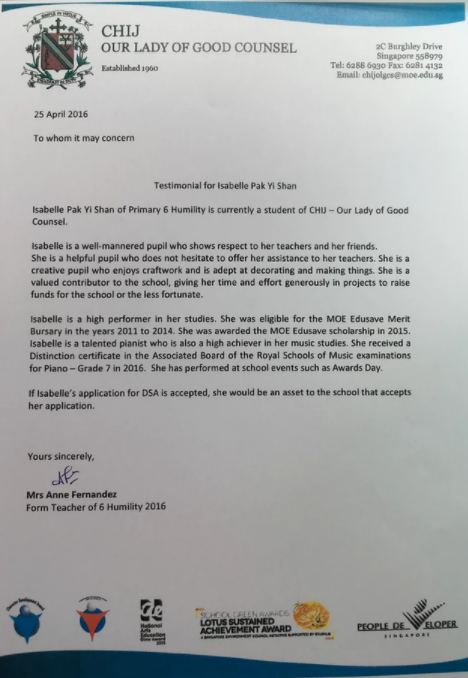 CHIJ
OUR LADY OF GOOD COUNSEL
Established 1960
2C Burghley Drive
Singapore 558979
Tel: 6288 6930 Fax: 6281 4132
Email: chijolgcs@moe.edu.sg
25 April 2016
To whom it may concern
Testimonial for Isabelle Pak Yi Shan
Isabelle Pak Yi Shan of Primary 6 Humility is currently a student of CHIJ – Our Lady of Good
Counsel.
Isabelle is a well-mannered pupil who shows respect to her teachers and her friends.
She is a helpful pupil who does not hesitate to offer her assistance to her teachers. She is a
creative pupil who enjoys craftwork and is adept at decorating and making things. She is a
valued contributor to the school, giving her time and effort generously in projects to raise
funds for the school or the less fortunate.
Isabelle is a high performer in her studies. She was eligible for the MOE Edusave Merit
Bursary in the years 2011 to 2014. She was awarded the MOE Edusave scholarship in 2015.
Isabelle is a talented pianist who is also a high achiever in her music studies. She received a
Distinction certificate in the Associated Board of the Royal Schools of Music examinations
for Piano – Grade 7 in 2016. She has performed at school events such as Awards Day.
If Isabelle's application for DSA is accepted, she would be an asset to the school that accepts
her application.
Yours sincerely,
Mrs Anne Fernandez
Form Teacher of 6 Humility 2016
National
Arts
Education
SCHOOL GREEN AWARDS
LOTUS SUSTAINED
ACHIEVEMENT AWARD
PEOPLE DEVELOPER
SINGAPORE